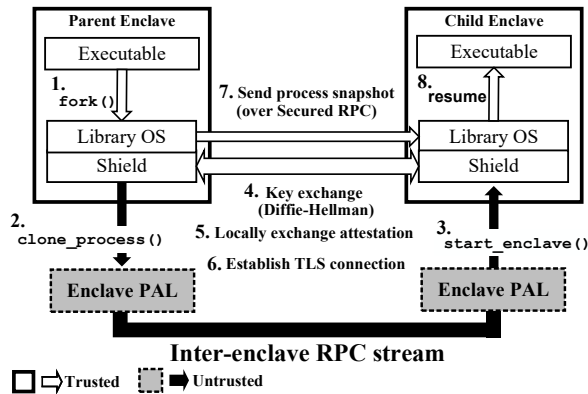 Parent Enclave
Child Enclave
Executable
Executable
1.
fork()
7. Send process snapshot
(over Secured RPC)
8.
resume
Library OS
Shield
Library OS
Shield
4. Key exchange
(Diffie-Hellman)
2.
clone_process()
5. Locally exchange attestation
3.
start_enclave()
6. Establish TLS connection
Enclave PAL
Enclave PAL
Inter-enclave RPC stream
Trusted
Untrusted